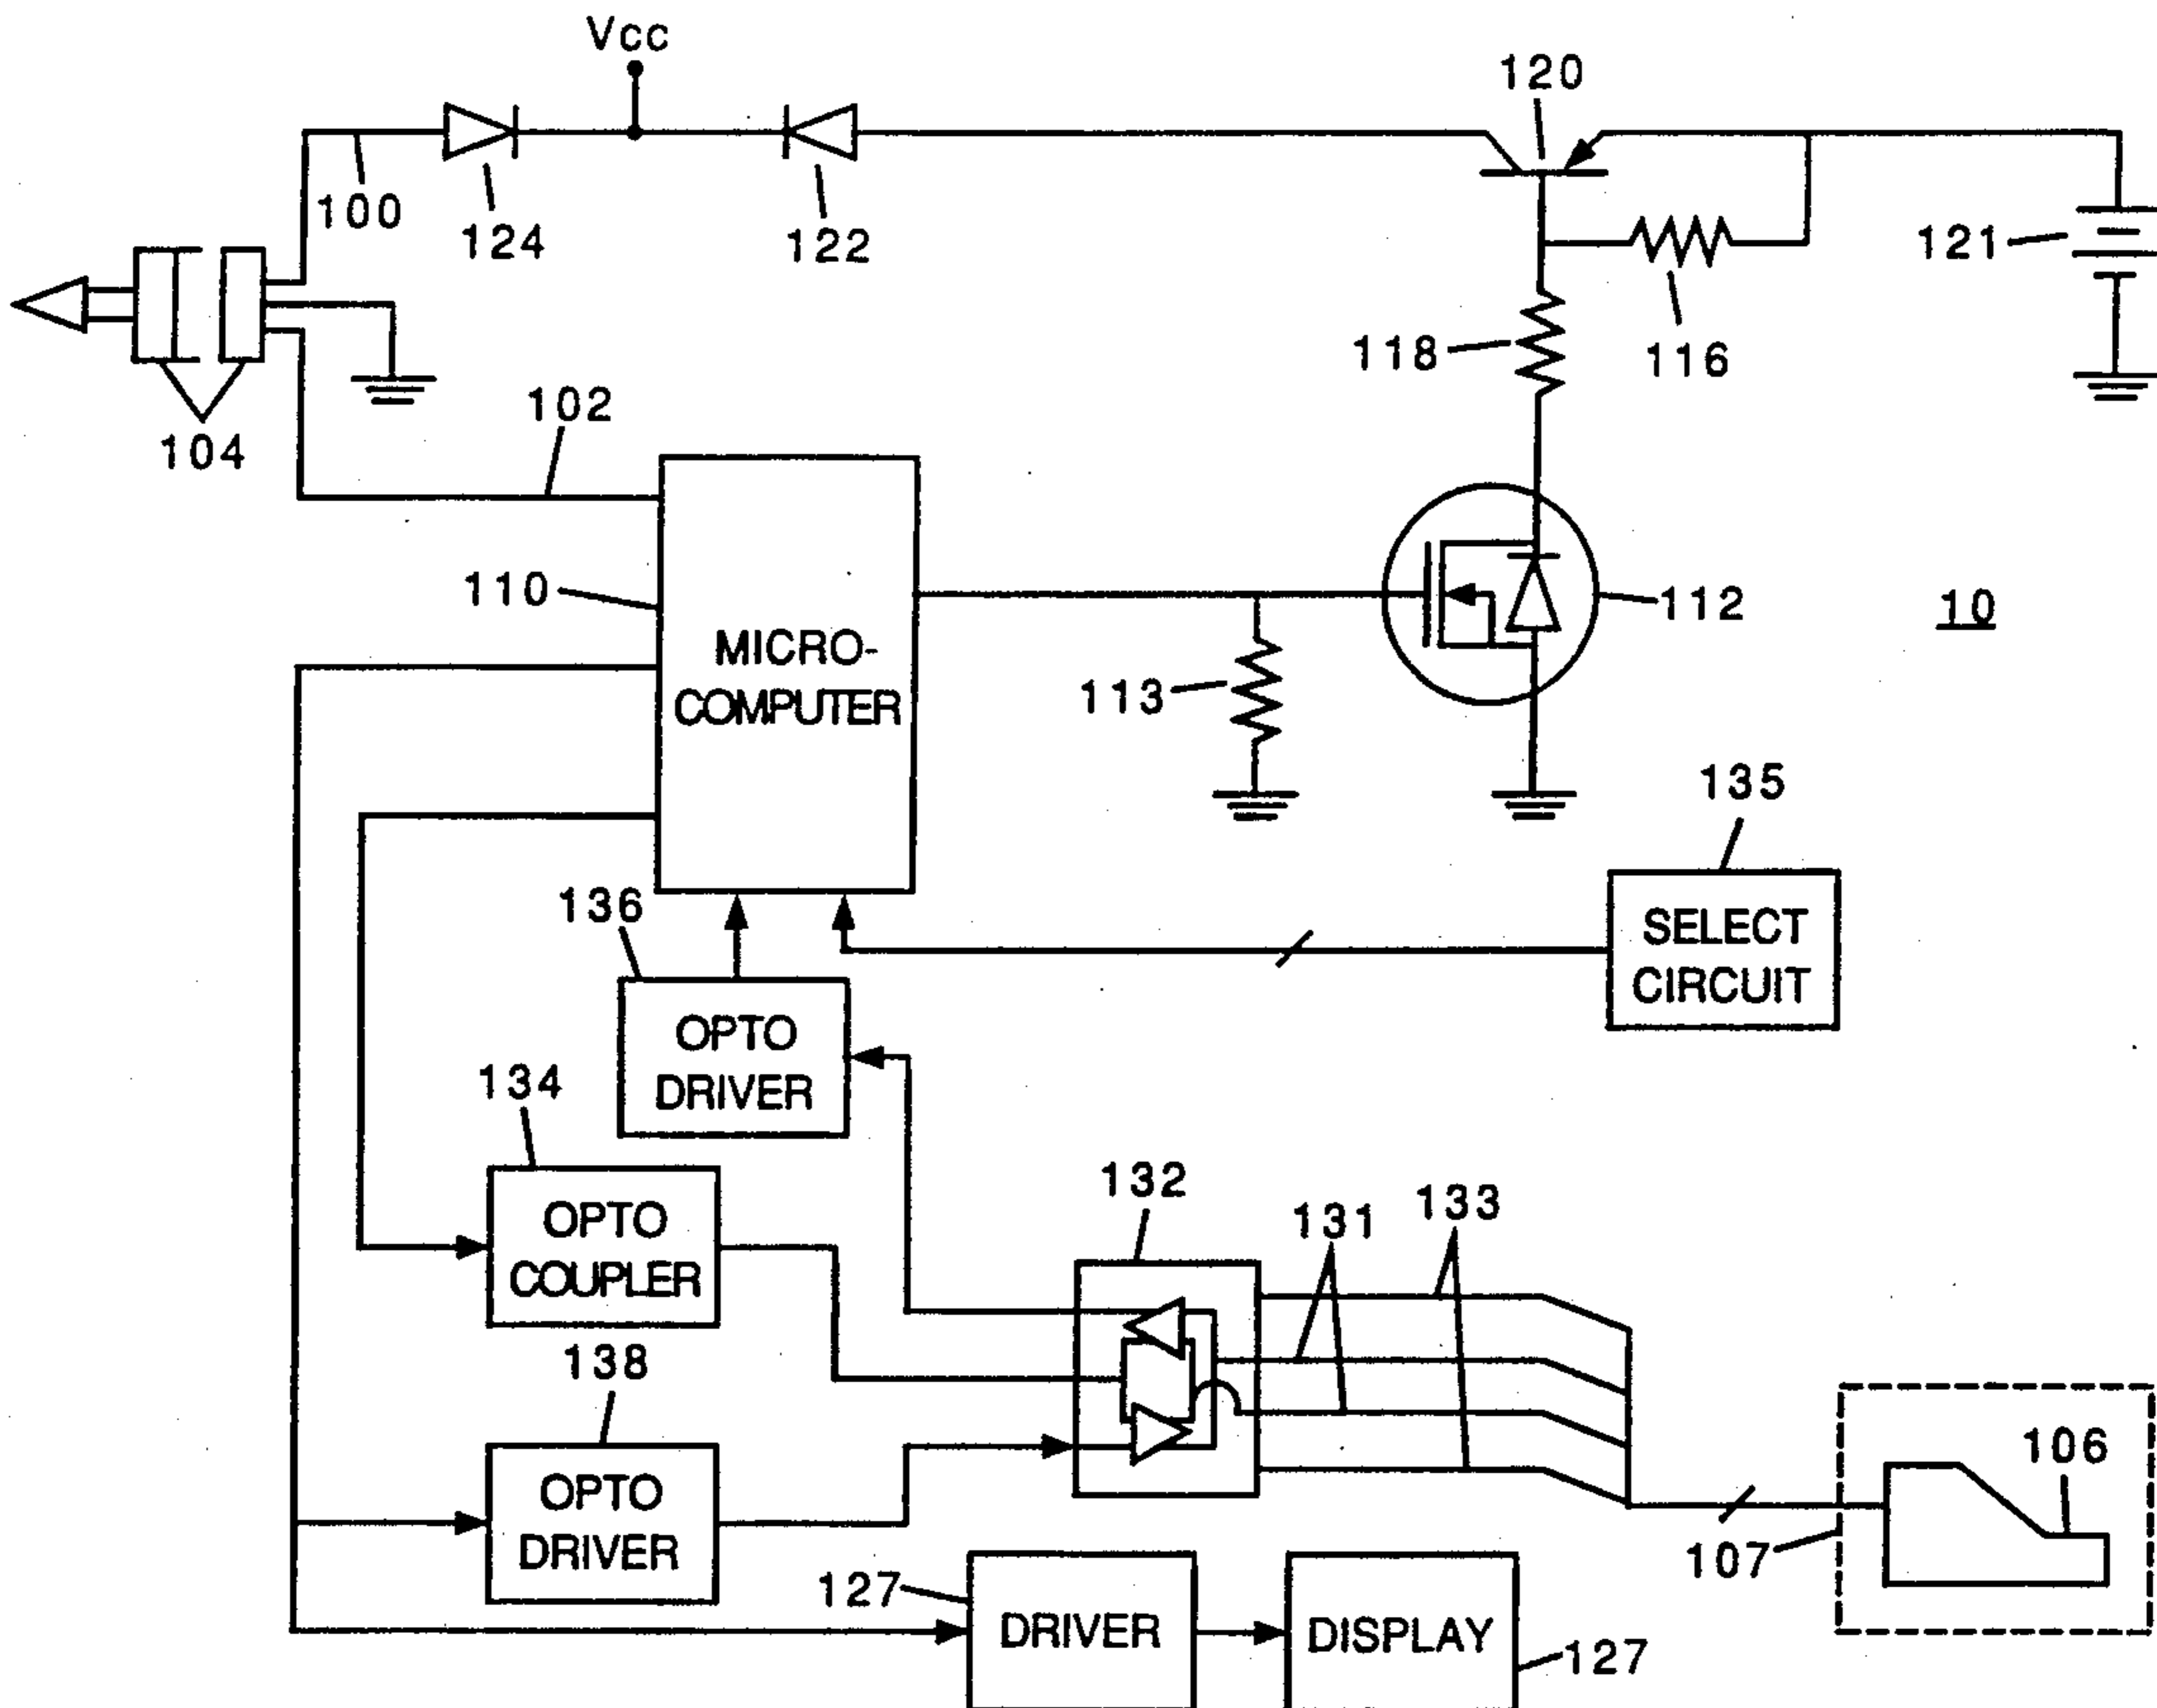 Vcc
120
100
124
122
121
118
116
104
102
110
MICRO-
COMPUTER
112
10
113
135
SELECT
CIRCUIT
136
OPTO
DRIVER
134
OPTO
COUPLER
132
131
133
138
OPTO
DRIVER
106
107
127
DRIVER
DISPLAY
127